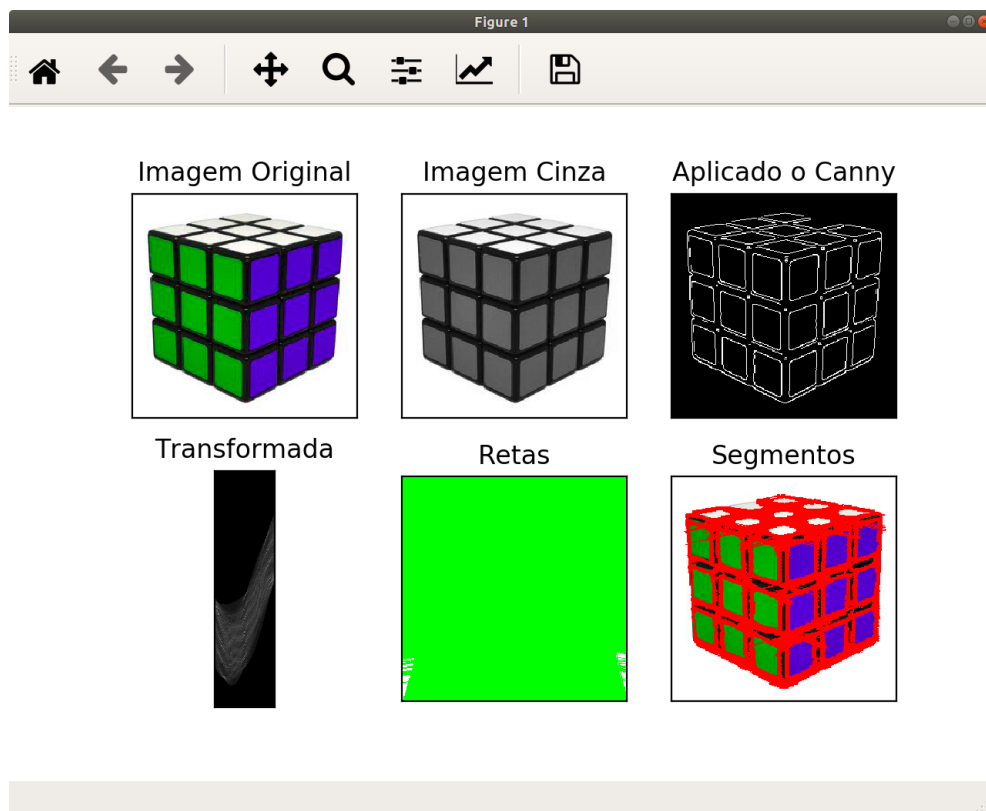 Figure 1
Imagem Original
Imagem Cinza
Aplicado o Canny
Transformada
Retas
Segmentos